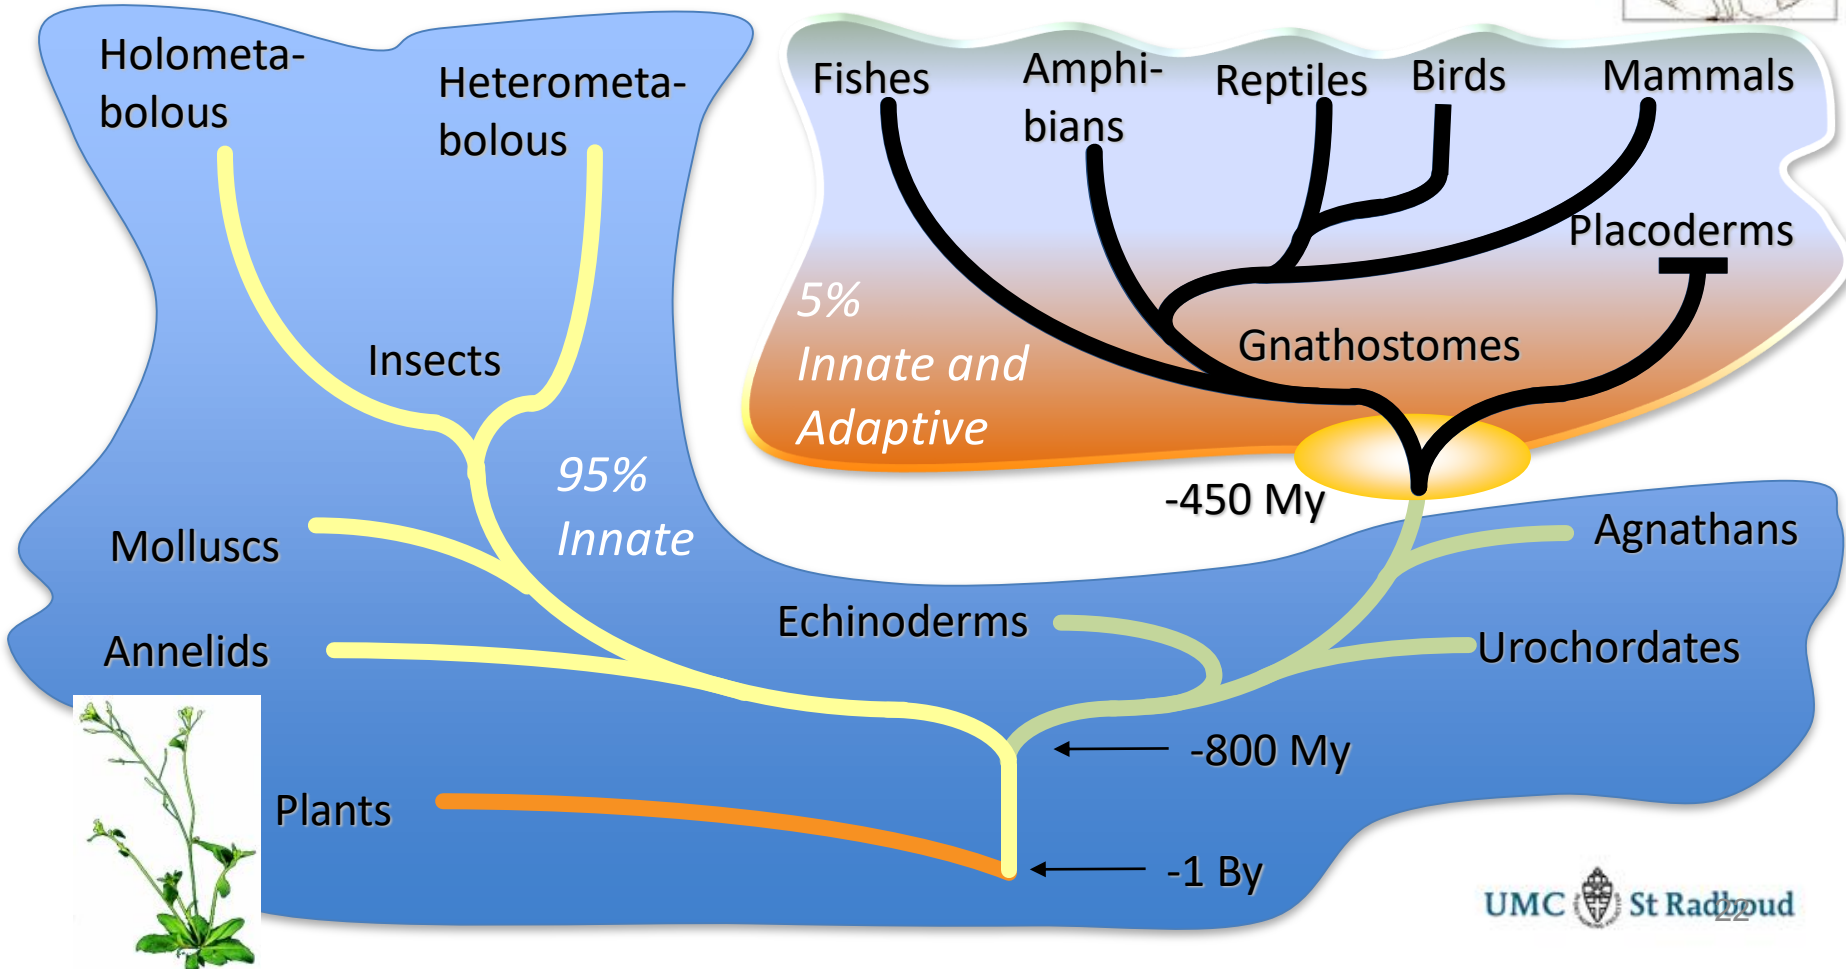 Holometa-
bolous
Heterometa-
bolous
Fishes
Amphi-
bians
Reptiles
Birds
Mammals
Placoderms
5%
Innate and
Adaptive
Gnathostomes
Insects
95%
Innate
-450 My
Molluscs
Agnathans
Echinoderms
Annelids
Urochordates
-800 My
Plants
-1 By
UMC St Radboud
22